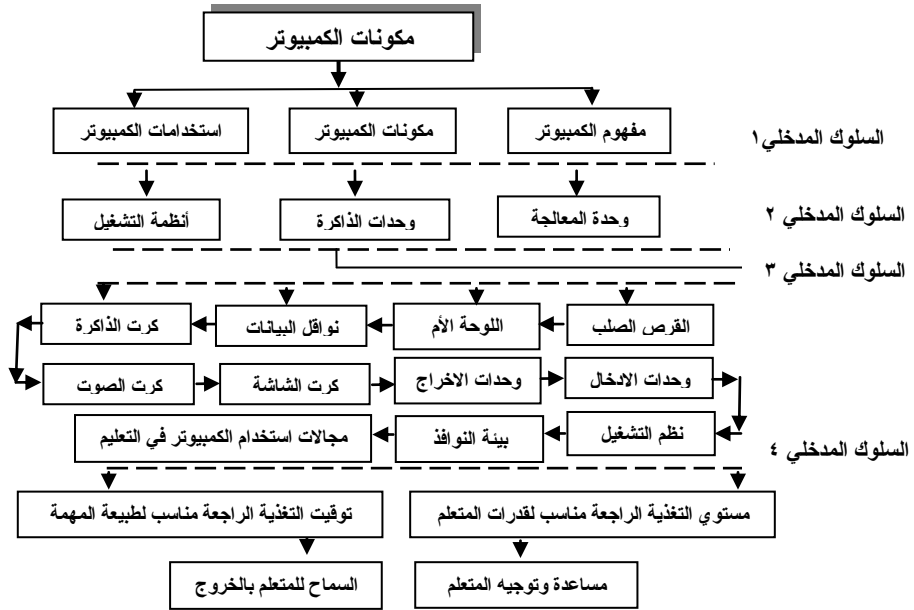 مكونات الكمبيوتر
مفهوم الكمبيوتر
مكونات الكمبيوتر
استخدامات الكمبيوتر
السلوك المدخلي ١
وحدة المعالجة
وحدات الذاكرة
أنظمة التشغيل
السلوك المدخلي ٢
السلوك المدخلي ٣
القرص الصلب
اللوحة الأم
نواقل البيانات
كرت الذاكرة
وحدات الادخال
وحدات الاخراج
كرت الشاشة
كرت الصوت
نظم التشغيل
بيئة النوافذ
مجالات استخدام الكمبيوتر في التعليم
السلوك المدخلي ٤
مستوي التغذية الراجعة مناسب لقدرات المتعلم
توقيت التغذية الراجعة مناسب لطبيعة المهمة
مساعدة وتوجيه المتعلم
السماح للمتعلم بالخروج